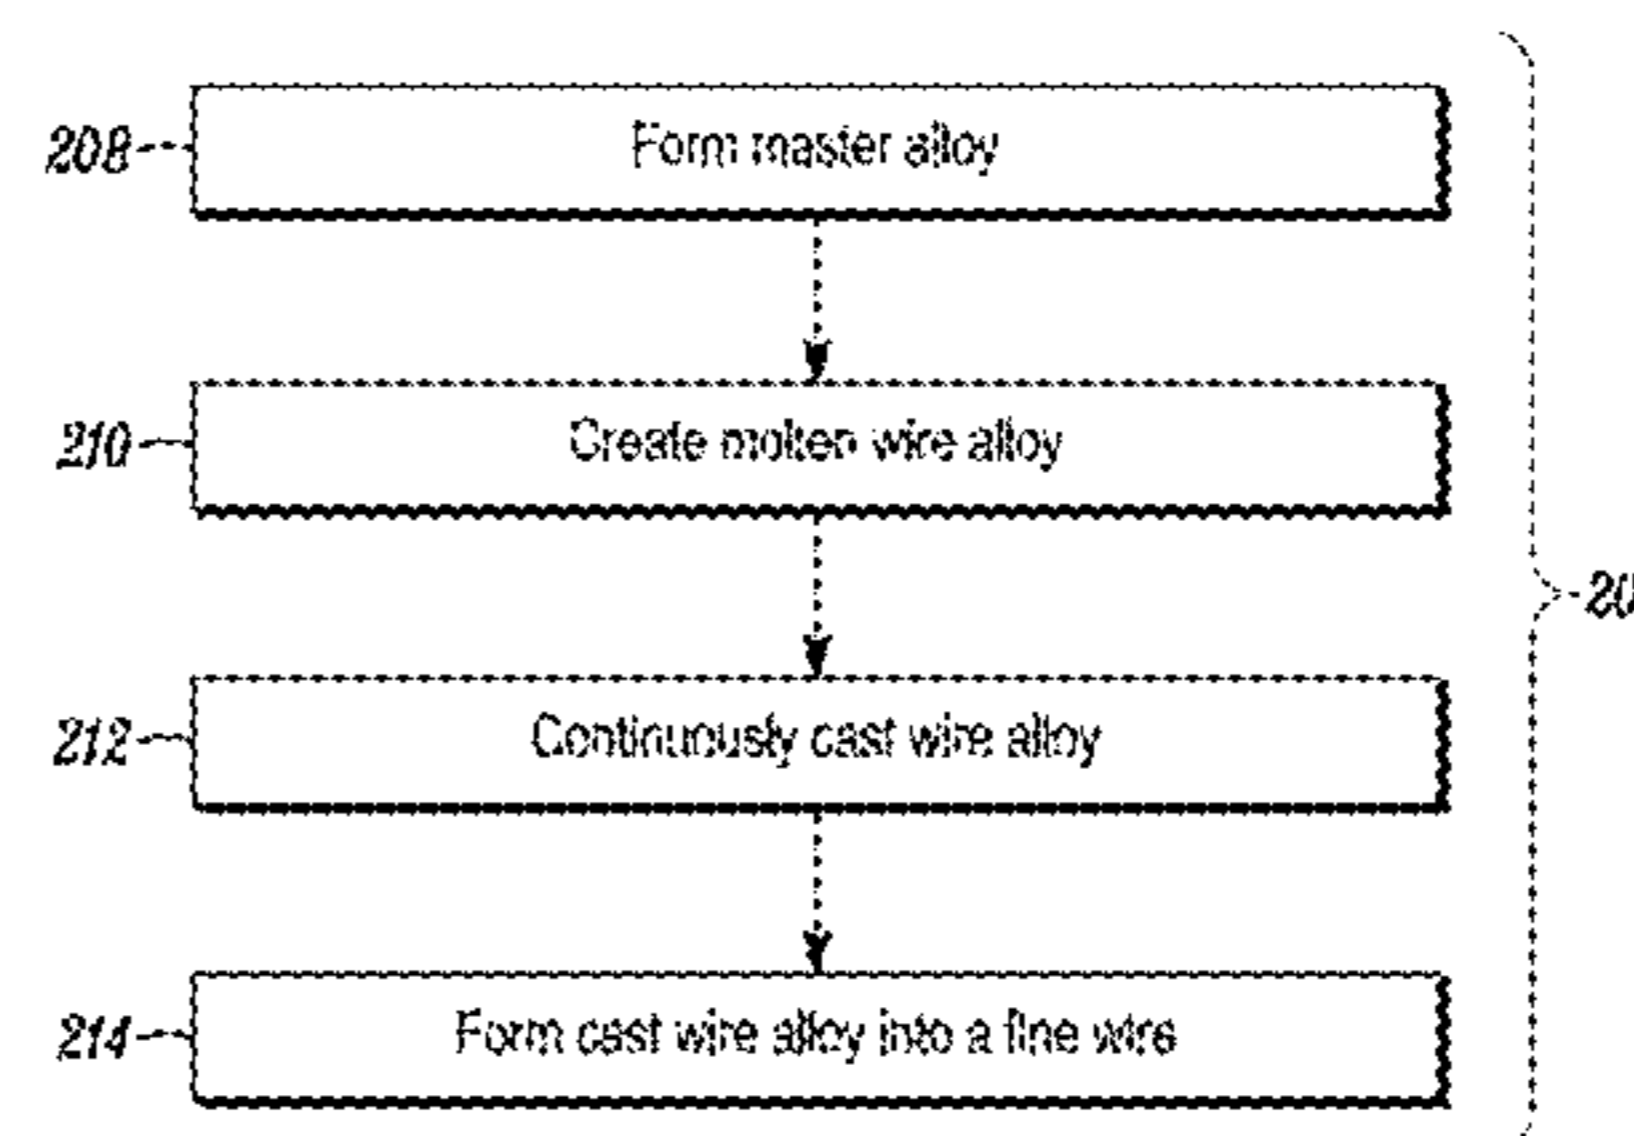 208
Form master alloy
210
Create molten wire alloy
20
212
Continuously cast wire alloy
214
Form cast wire alloy into a fine wire